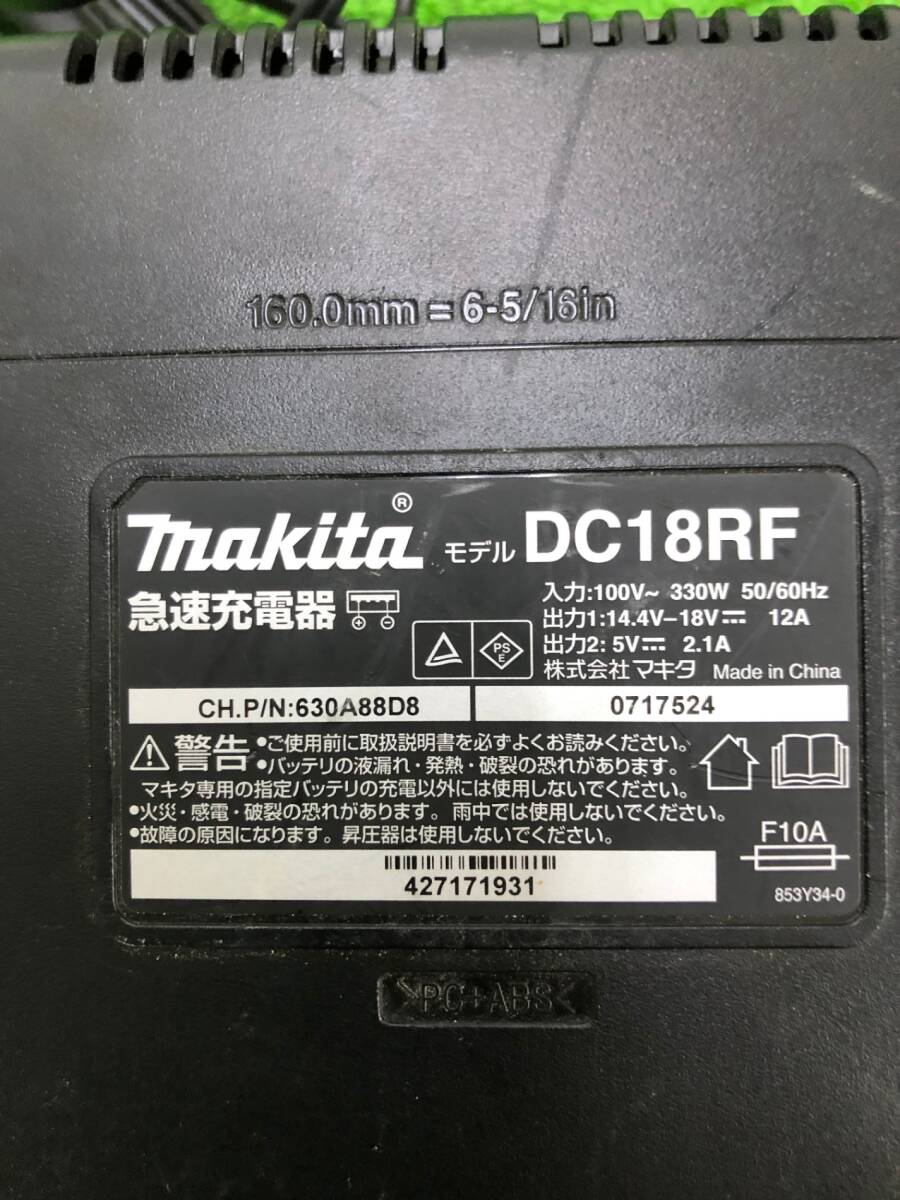 160.0mm = 6-5/16in
makita® モデル DC18RF
急速充電器
入力:100V~ 330W 50/60Hz
出力1:14.4V−18V⎓ 12A
出力2: 5V⎓ 2.1A
株式会社マキタ Made in China
PS
E
CH.P/N:630A88D8
0717524
⚠警告 •ご使用前に取扱説明書を必ずよくお読みください。
•バッテリの液漏れ・発熱・破裂の恐れがあります。
マキタ専用の指定バッテリの充電以外には使用しないでください。
•火災・感電・破裂の恐れがあります。雨中では使用しないでください。
•故障の原因になります。昇圧器は使用しないでください。
F10A
427171931
853Y34-0
>PC+ABS<